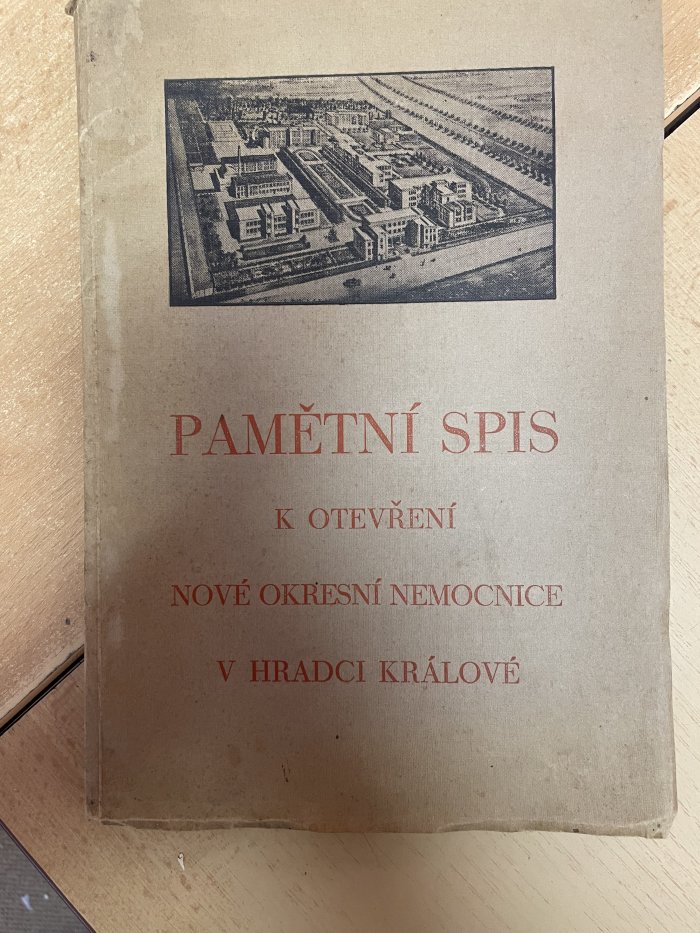 PAMĚTNÍ SPIS
K OTEVŘENÍ
NOVÉ OKRESNÍ NEMOCNICE
V HRADCI KRÁLOVÉ